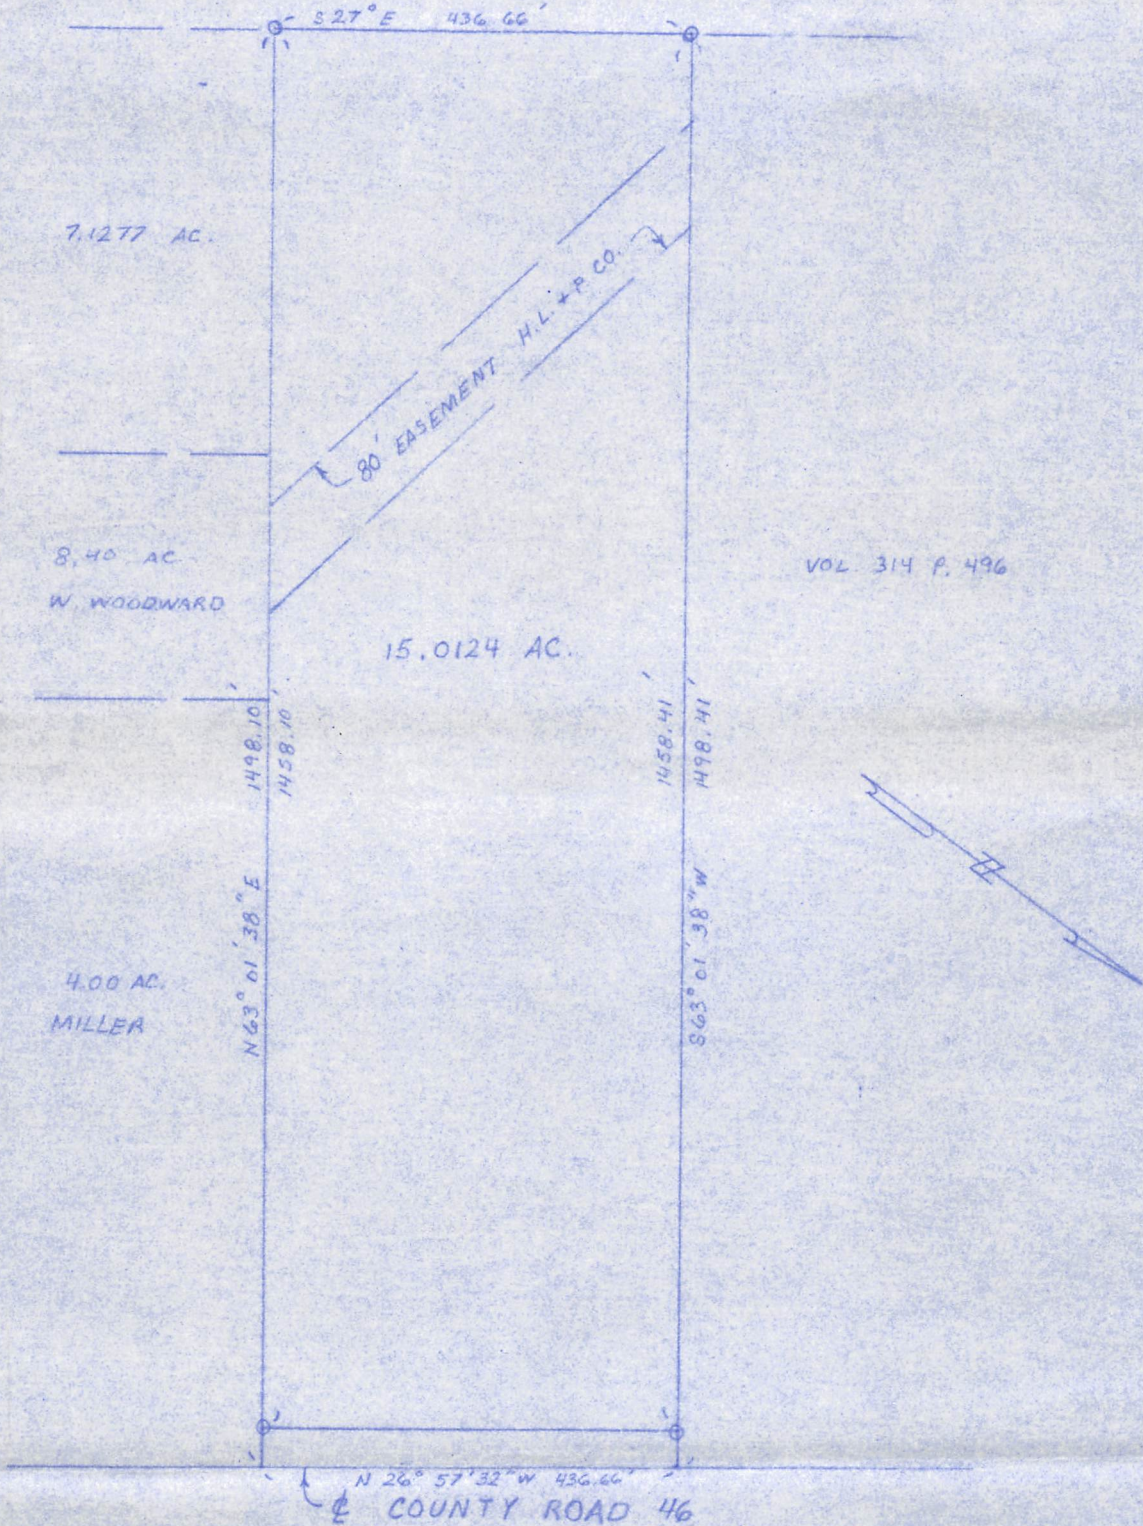 S 27° E 436.66'
7.1277 AC.
80' EASEMENT H.L. + P. CO.
8.40 AC.
W. WOODWARD
VOL. 314 P. 496
15.0124 AC.
1498.10'
1458.10'
1458.41'
1498.41'
N 63° 01' 38" E
S 63° 01' 38" W
4.00 AC.
MILLER
N 26° 57' 32" W 436.66'
℄ COUNTY ROAD 46